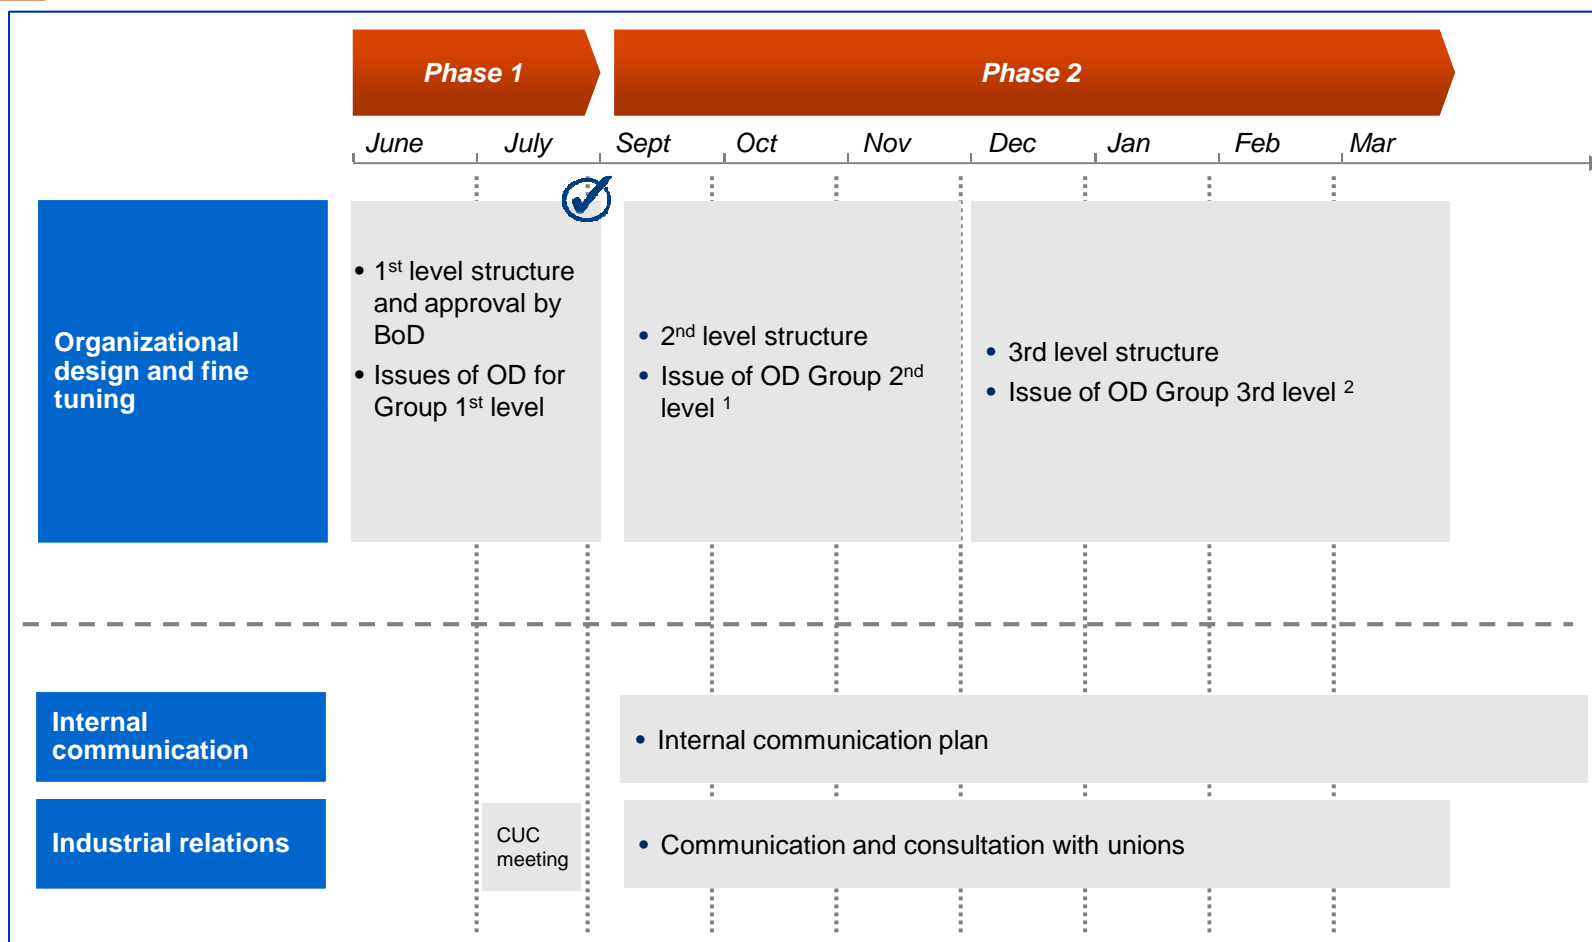 Phase 1
Phase 2
June
July
Sept
Oct
Nov
Dec
Jan
Feb
Mar
Organizational
design and fine
tuning
• 1st level structure
and approval by
BoD
• Issues of OD for
Group 1st level
• 2nd level structure
• Issue of OD Group 2nd
level 1
• 3rd level structure
• Issue of OD Group 3rd level 2
Internal
communication
• Internal communication plan
Industrial relations
CUC
meeting
• Communication and consultation with unions